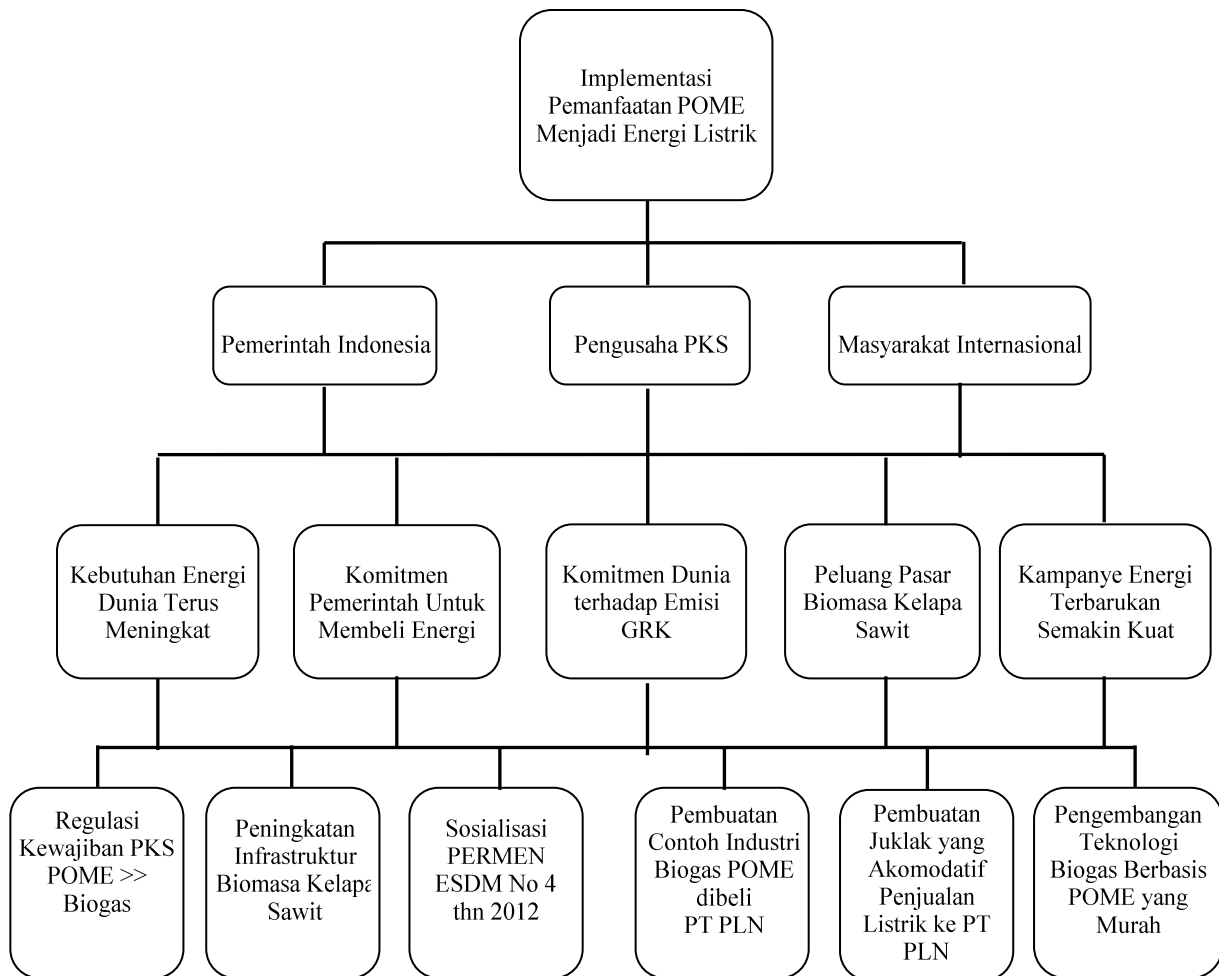 Implementasi
Pemanfaatan POME
Menjadi Energi Listrik
Pemerintah Indonesia
Pengusaha PKS
Masyarakat Internasional
Kebutuhan Energi
Dunia Terus
Meningkat
Komitmen
Pemerintah Untuk
Membeli Energi
Komitmen Dunia
terhadap Emisi
GRK
Peluang Pasar
Biomasa Kelapa
Sawit
Kampanye Energi
Terbarukan
Semakin Kuat
Regulasi
Kewajiban PKS
POME >>
Biogas
Peningkatan
Infrastruktur
Biomasa Kelapa
Sawit
Sosialisasi
PERMEN
ESDM No 4
thn 2012
Pembuatan
Contoh Industri
Biogas POME
dibeli
PT PLN
Pembuatan
Juklak yang
Akomodatif
Penjualan
Listrik ke PT
PLN
Pengembangan
Teknologi
Biogas Berbasis
POME yang
Murah